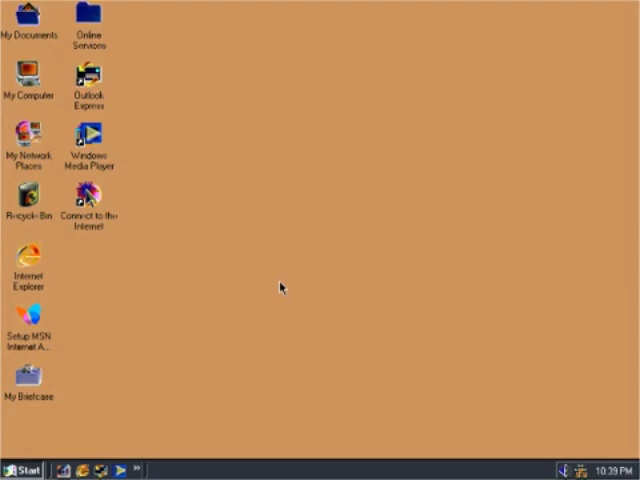 My Documents
Online
Services
My Computer
Outlook
Express
My Network
Places
Windows
Media Player
Recycle Bin
Connect to the
Internet
Internet
Explorer
Setup MSN
Internet A...
My Briefcase
Start
10:39 PM